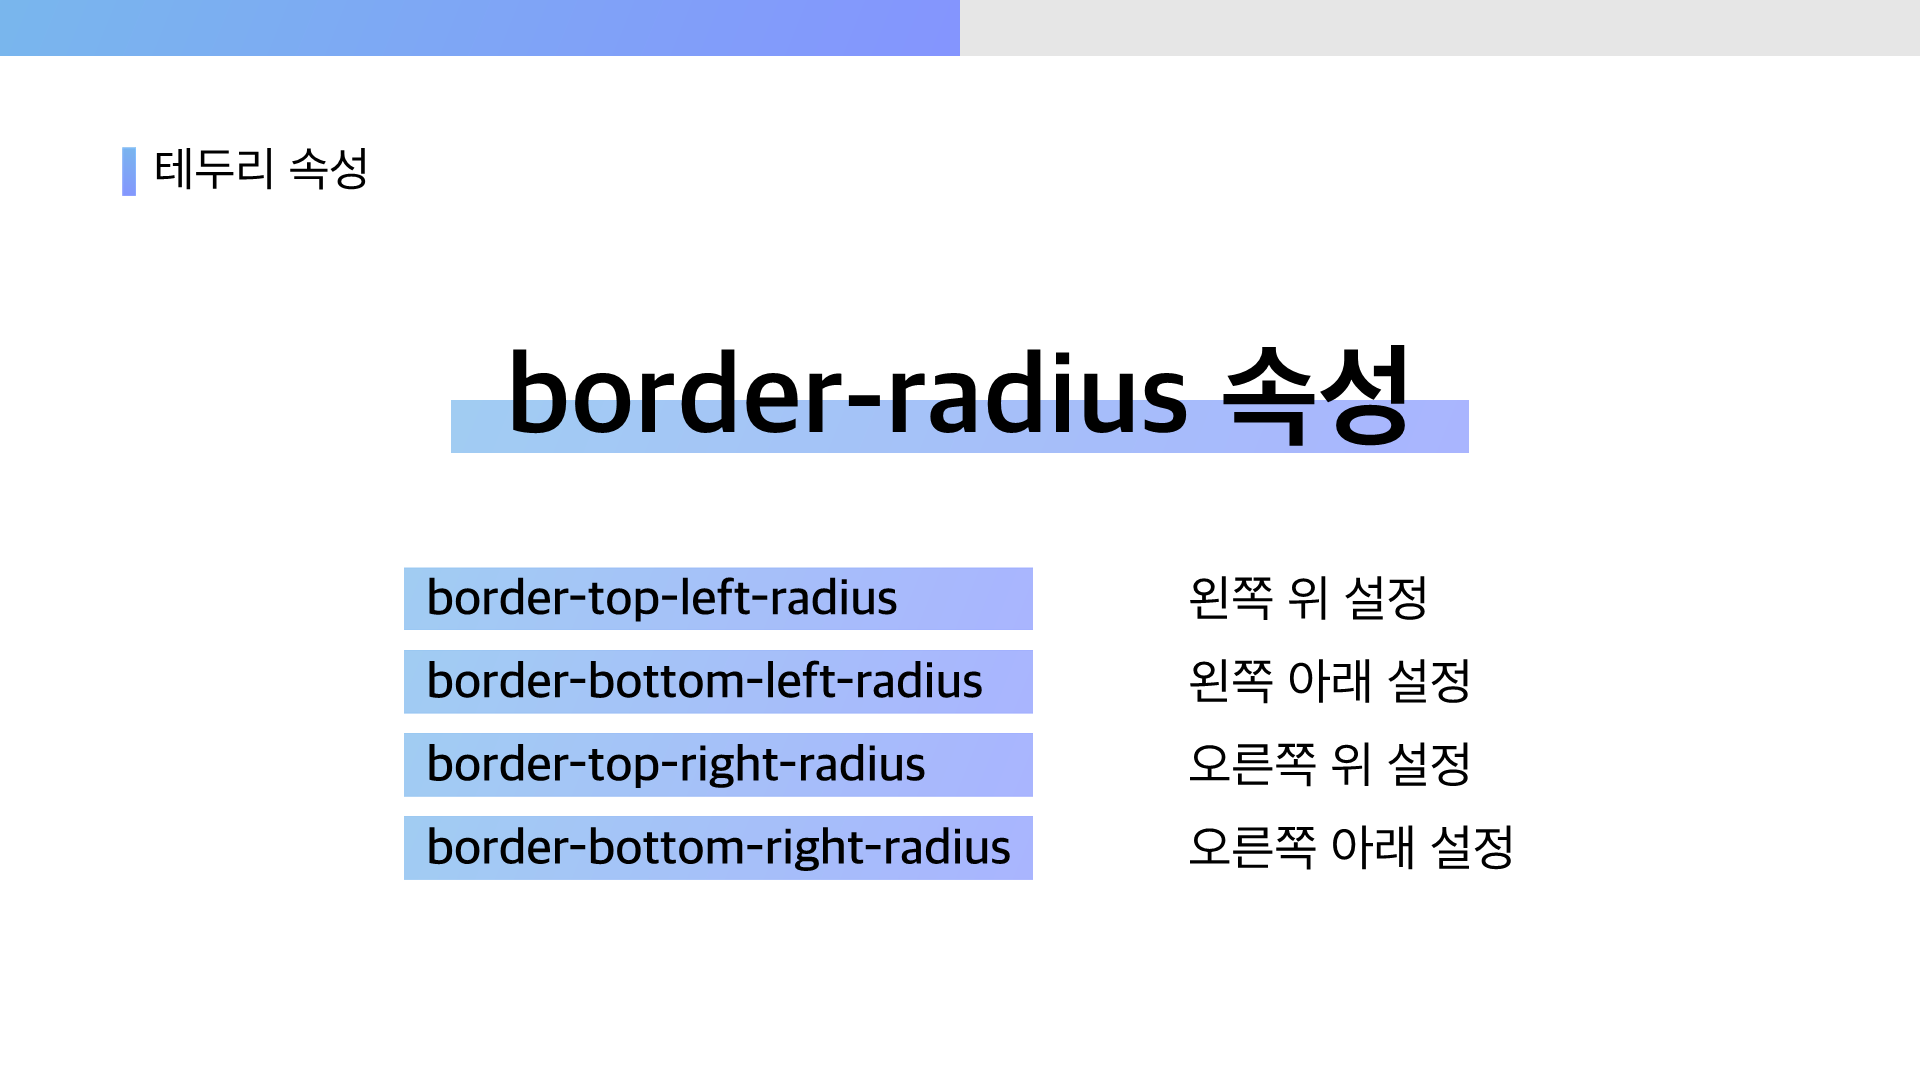 테두리 속성
border-radius 속성
border-top-left-radius 왼쪽 위 설정
border-bottom-left-radius 왼쪽 아래 설정
border-top-right-radius 오른쪽 위 설정
border-bottom-right-radius 오른쪽 아래 설정